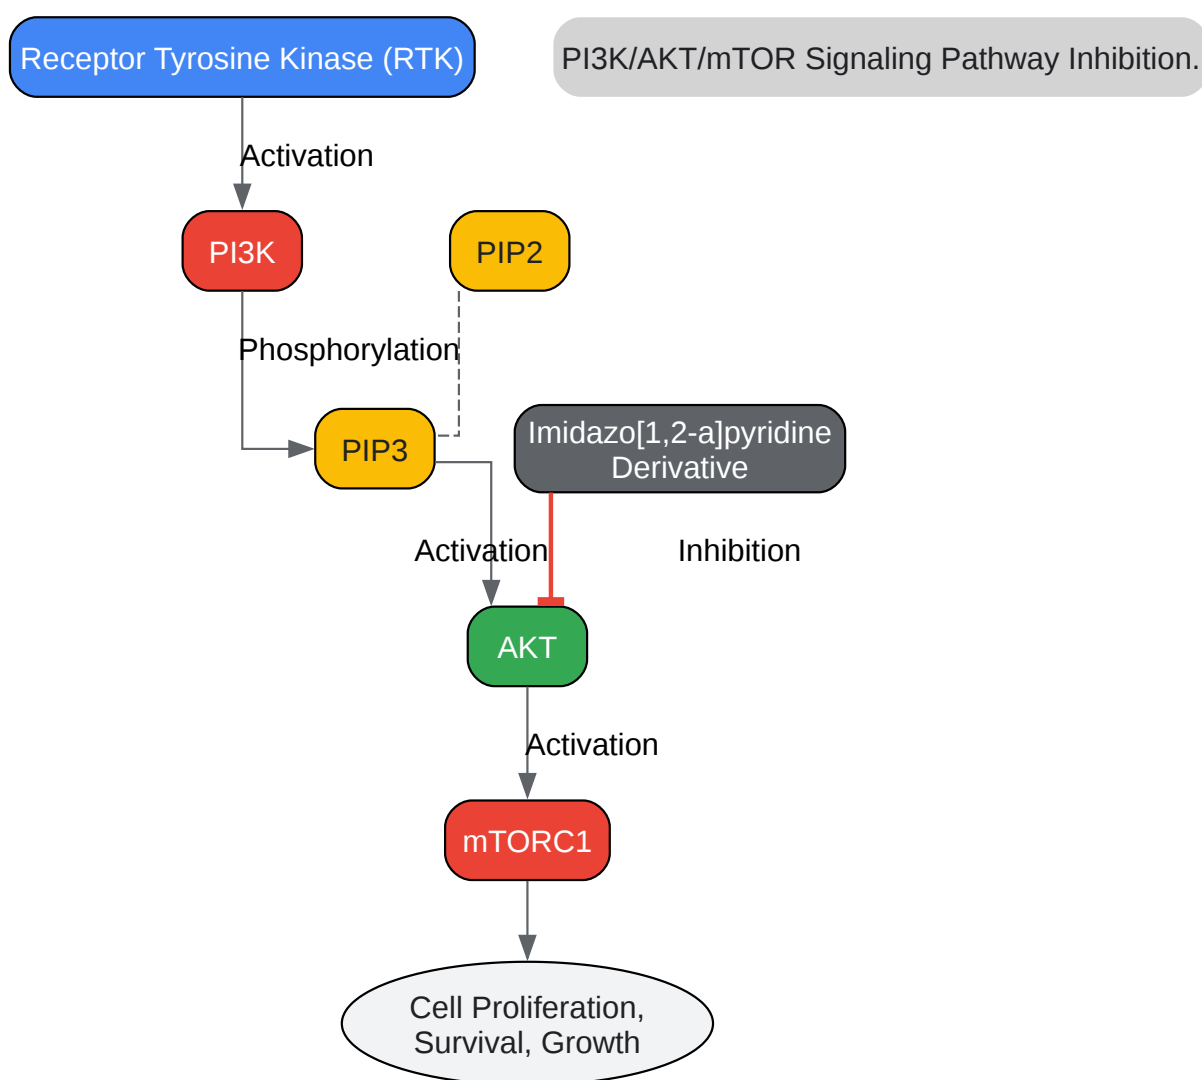 Receptor Tyrosine Kinase (RTK)
PI3K/AKT/mTOR Signaling Pathway Inhibition.
Activation
PI3K
PIP2
Phosphorylation
PIP3
Imidazo[1,2-a]pyridine
Derivative
Activation
Inhibition
AKT
Activation
mTORC1
Cell Proliferation,
Survival, Growth